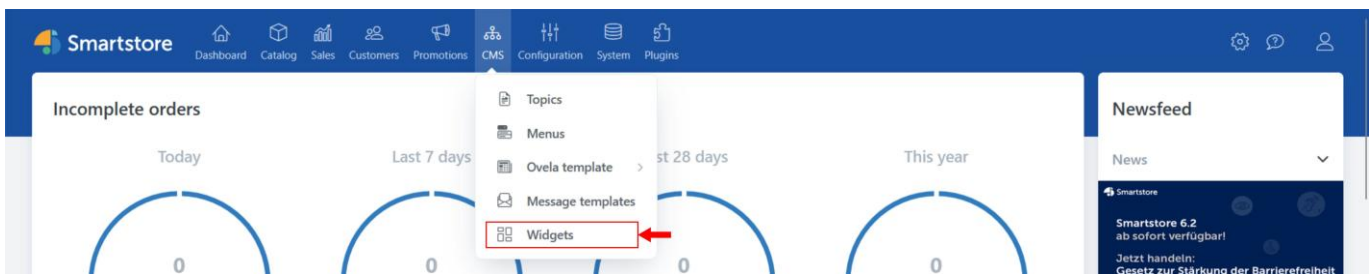 Smartstore
Dashboard Catalog Sales Customers Promotions CMS Configuration System Plugins
Incomplete orders
Today
Last 7 days
st 28 days
This year
0
0
0
0
Topics
Menus
Ovela template
Message templates
Widgets
Newsfeed
News
Smartstore
Smartstore 6.2
ab sofort verfügbar!
Jetzt handeln:
Gesetz zur Stärkung der Barrierefreiheit